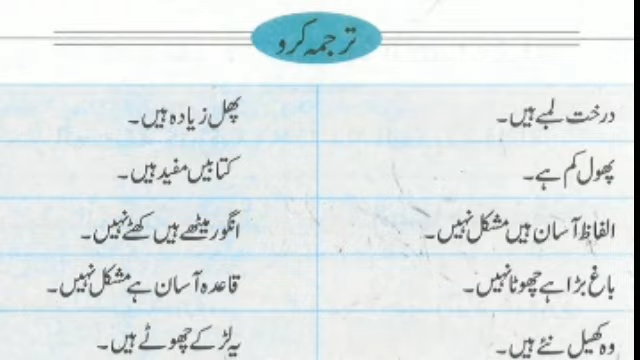 ترجمہ کرو
درخت لمبے ہیں۔
پھل زیادہ ہیں۔
پھول کم ہے۔
کتابیں مفید ہیں۔
الفاظ آسان ہیں مشکل نہیں۔
انگور میٹھے ہیں کھٹے نہیں۔
باغ بڑا ہے چھوٹا نہیں۔
قاعدہ آسان ہے مشکل نہیں۔
وہ کھیل نئے ہیں۔
یہ لڑکے چھوٹے ہیں۔